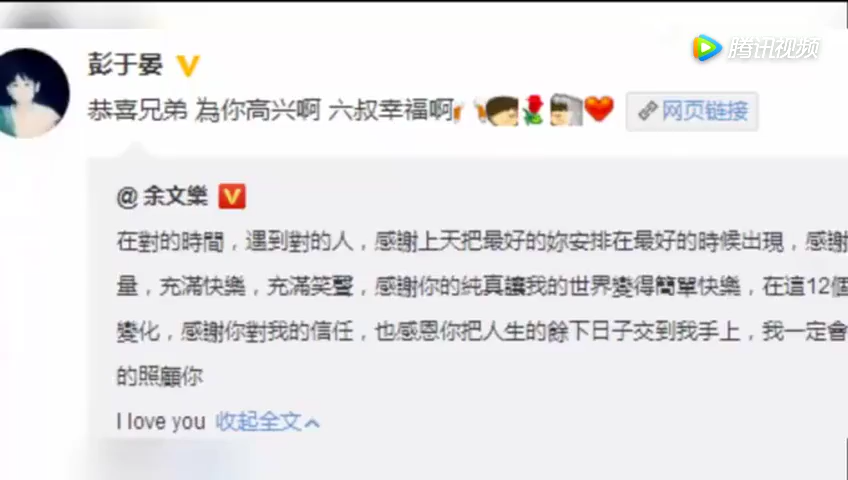 腾讯视频
彭于晏
恭喜兄弟 為你高兴啊 六叔幸福啊
网页链接
@余文樂
在對的時間，遇到對的人，感謝上天把最好的妳安排在最好的時候出現，感謝
量，充滿快樂，充滿笑聲，感謝你的純真讓我的世界變得簡單快樂，在這12個
變化，感謝你對我的信任，也感恩你把人生的餘下日子交到我手上，我一定會
的照顧你
I love you 收起全文